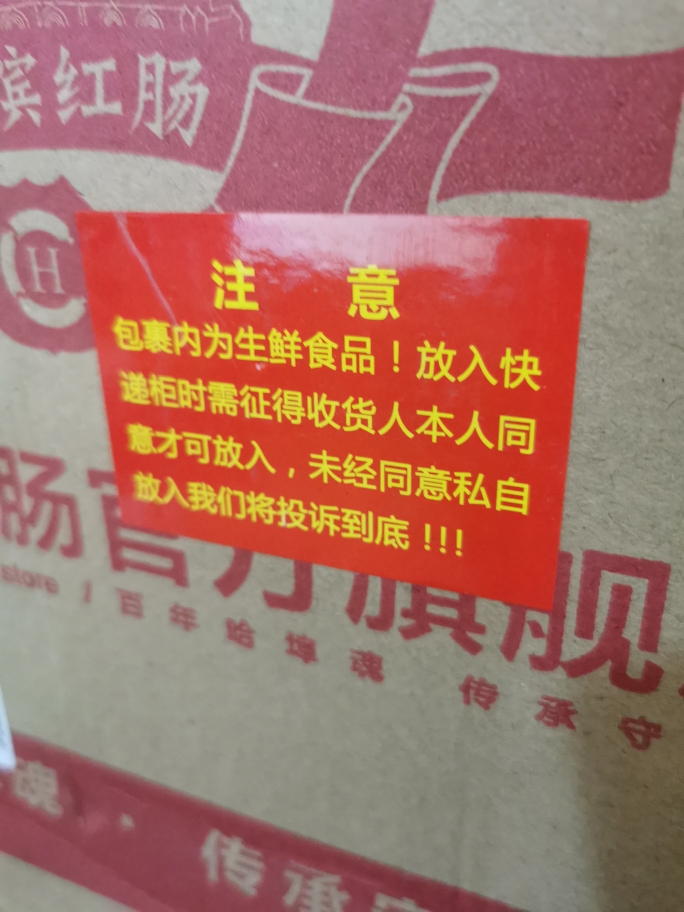 滨红肠
H
注 意
包裹内为生鲜食品！放入快
递柜时需征得收货人本人同
意才可放入，未经同意私自
放入我们将投诉到底！!!
肠官方旗舰
store / 百年哈埠魂 传承守
魂·传承守